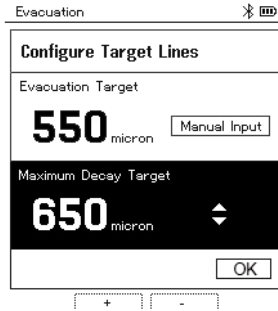 Evacuation
Configure Target Lines
Evacuation Target
550 micron Manual Input
Maximum Decay Target
650 micron
OK
+ -